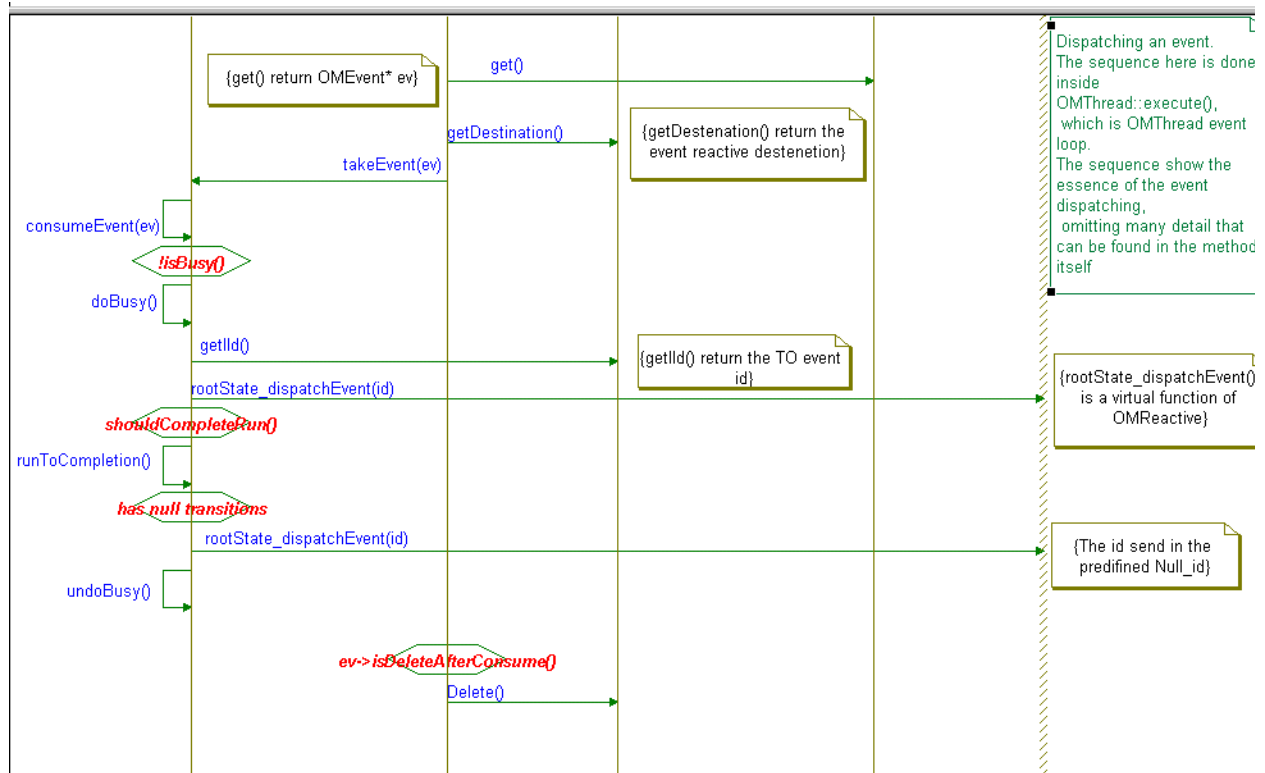 {get() return OMEvent* ev}
get()
Dispatching an event.
The sequence here is done
inside
OMThread::execute(),
which is OMThread event
loop.
The sequence show the
essence of the event
dispatching,
omitting many detail that
can be found in the method
itself
getDestination()
{getDestenation() return the
event reactive destenetion}
takeEvent(ev)
consumeEvent(ev)
!isBusy()
doBusy()
getlId()
{getlId() return the TO event
id}
rootState_dispatchEvent(id)
{rootState_dispatchEvent()
is a virtual function of
OMReactive}
shouldCompleteRun()
runToCompletion()
has null transitions
rootState_dispatchEvent(id)
{The id send in the
predifined Null_id}
undoBusy()
ev->isDeleteAfterConsume()
Delete()